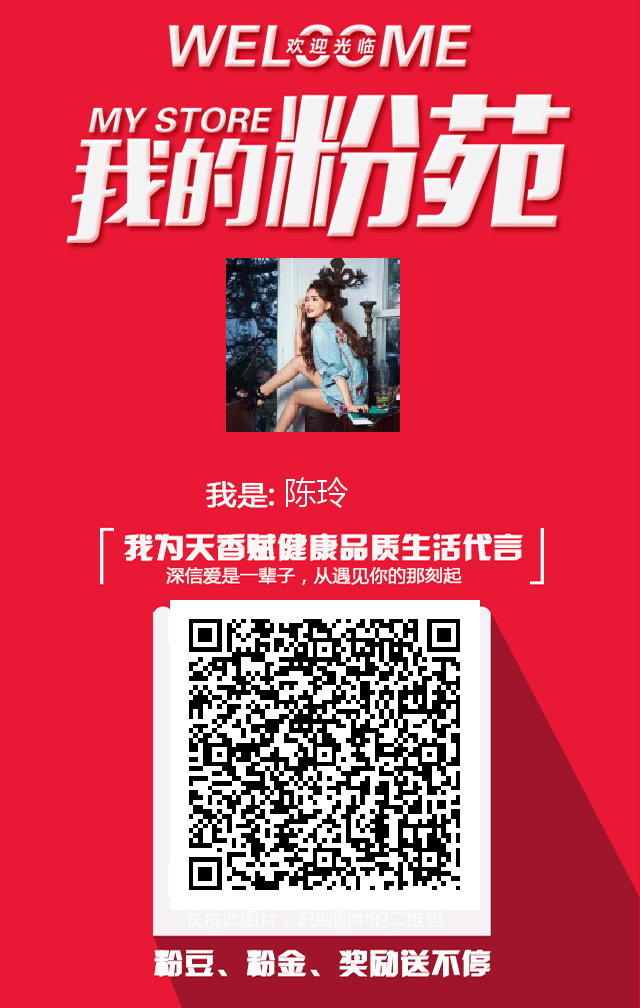 WELCOME
欢迎光临
MY STORE
我的粉苑
我是: 陈玲
我为天香赋健康品质生活代言
深信爱是一辈子，从遇见你的那刻起
长按此图片，识别图中的二维码
粉豆、粉金、奖励送不停